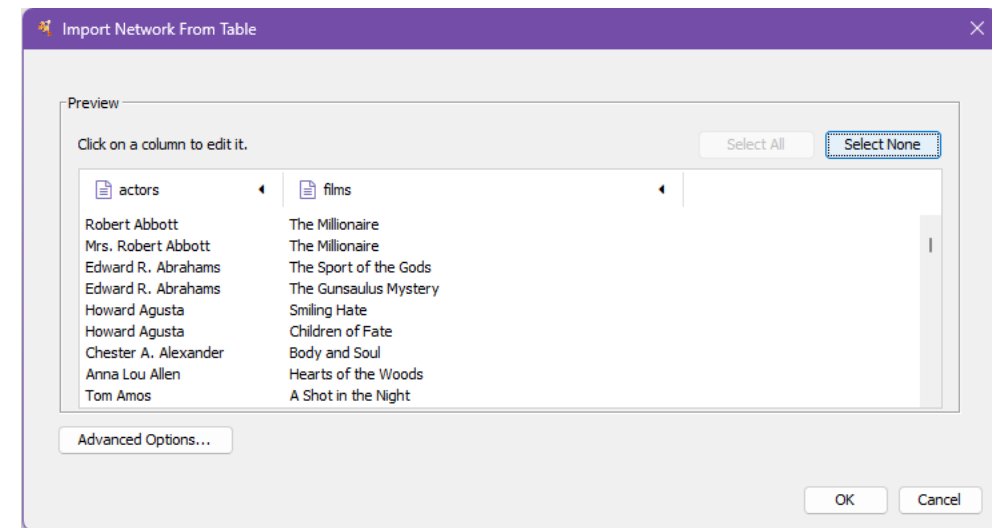 Import Network From Table
Preview
Click on a column to edit it.
Select All
Select None
actors
films
Robert Abbott The Millionaire
Mrs. Robert Abbott The Millionaire
Edward R. Abrahams The Sport of the Gods
Edward R. Abrahams The Gunsaulus Mystery
Howard Agusta Smiling Hate
Howard Agusta Children of Fate
Chester A. Alexander Body and Soul
Anna Lou Allen Hearts of the Woods
Tom Amos A Shot in the Night
Advanced Options...
OK
Cancel